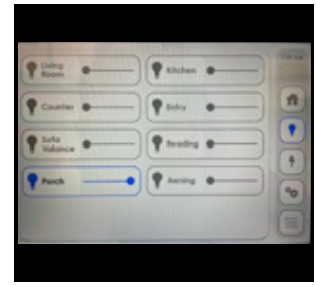 Living
Room
Kitchen
Counter
Entry
Sofa
Valance
Reading
Porch
Awning